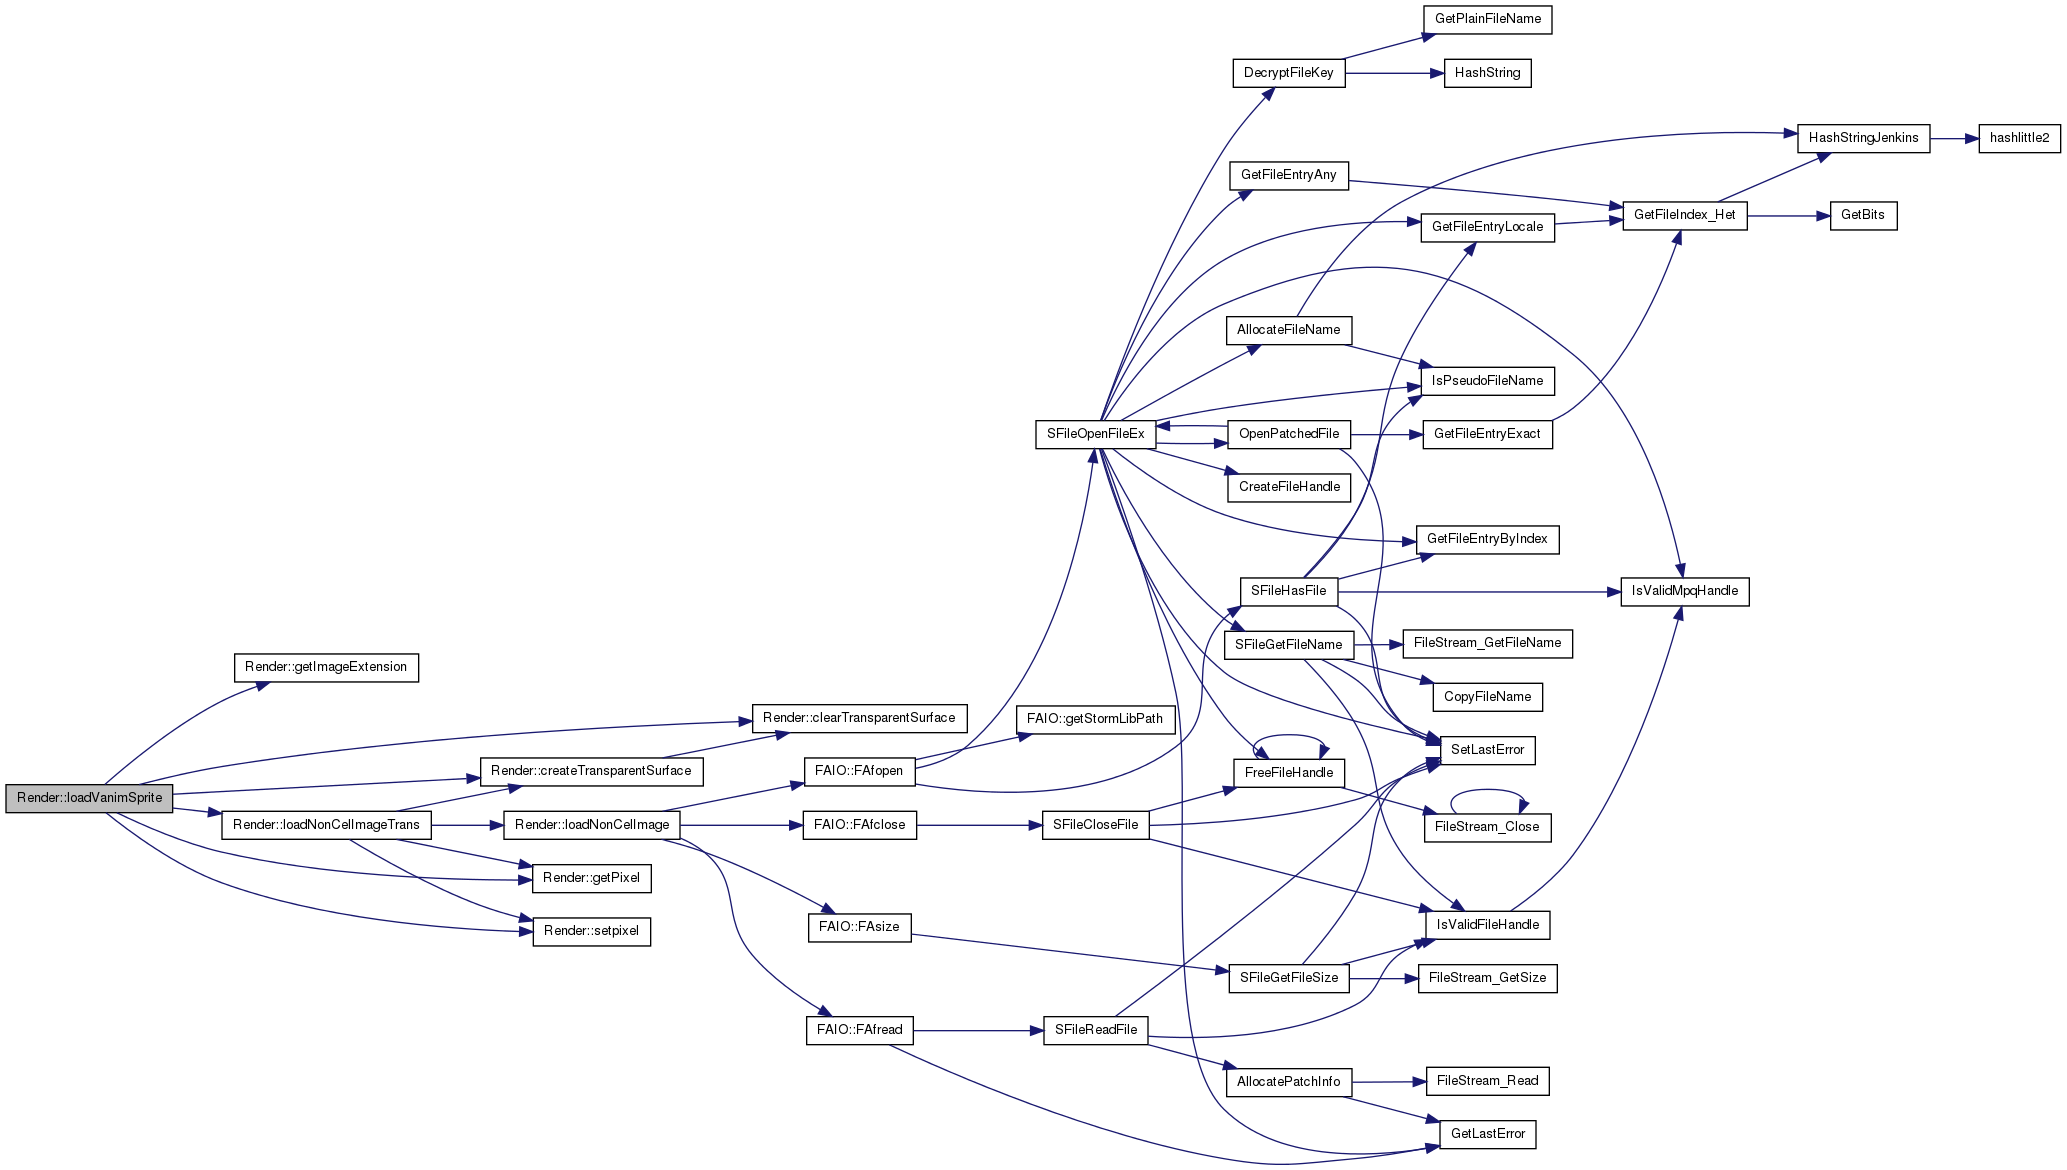 GetPlainFileName
DecryptFileKey
HashString
HashStringJenkins
hashlittle2
GetFileEntryAny
GetFileIndex_Het
GetBits
GetFileEntryLocale
AllocateFileName
IsPseudoFileName
SFileOpenFileEx
OpenPatchedFile
GetFileEntryExact
CreateFileHandle
GetFileEntryByIndex
SFileHasFile
IsValidMpqHandle
SFileGetFileName
FileStream_GetFileName
Render::getImageExtension
CopyFileName
Render::clearTransparentSurface
FAIO::getStormLibPath
SetLastError
Render::createTransparentSurface
FAIO::FAfopen
FreeFileHandle
Render::loadVanimSprite
Render::loadNonCelImageTrans
Render::loadNonCelImage
FAIO::FAfclose
SFileCloseFile
FileStream_Close
Render::getPixel
FAIO::FAsize
IsValidFileHandle
Render::setpixel
SFileGetFileSize
FileStream_GetSize
FAIO::FAfread
SFileReadFile
AllocatePatchInfo
FileStream_Read
GetLastError